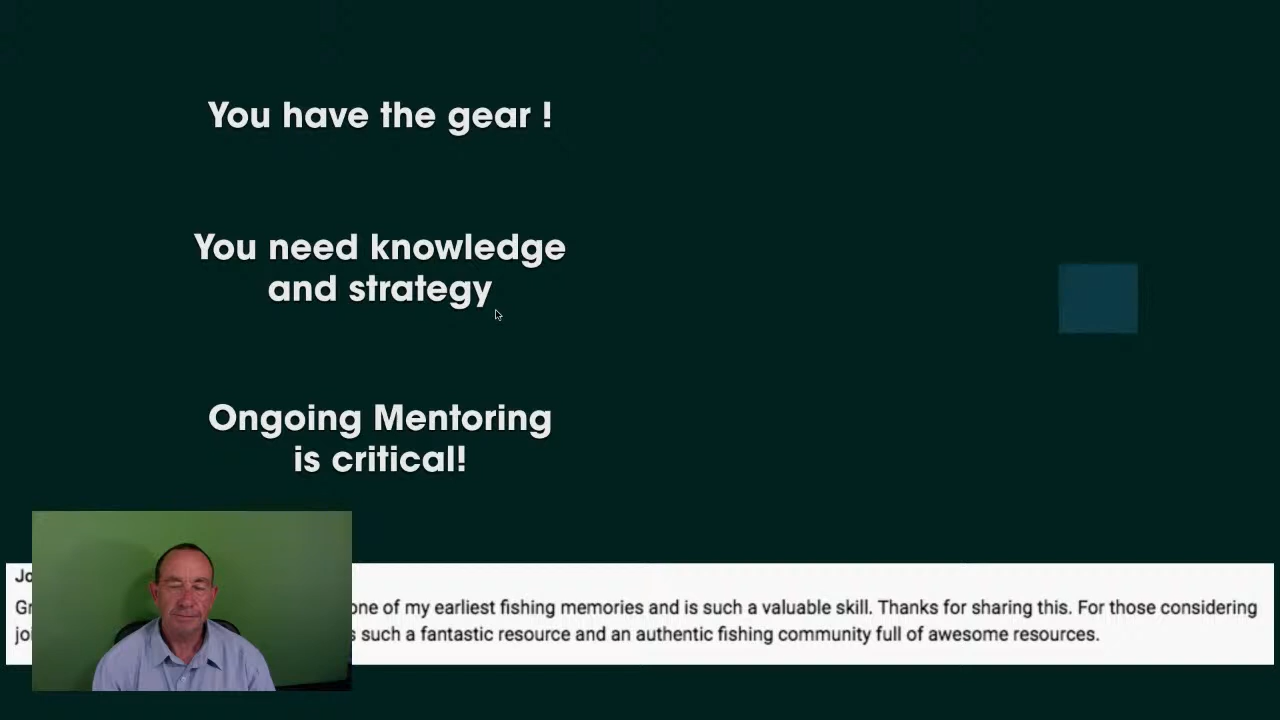 You have the gear !
You need knowledge
and strategy
Ongoing Mentoring
is critical!
one of my earliest fishing memories and is such a valuable skill. Thanks for sharing this. For those considering
such a fantastic resource and an authentic fishing community full of awesome resources.